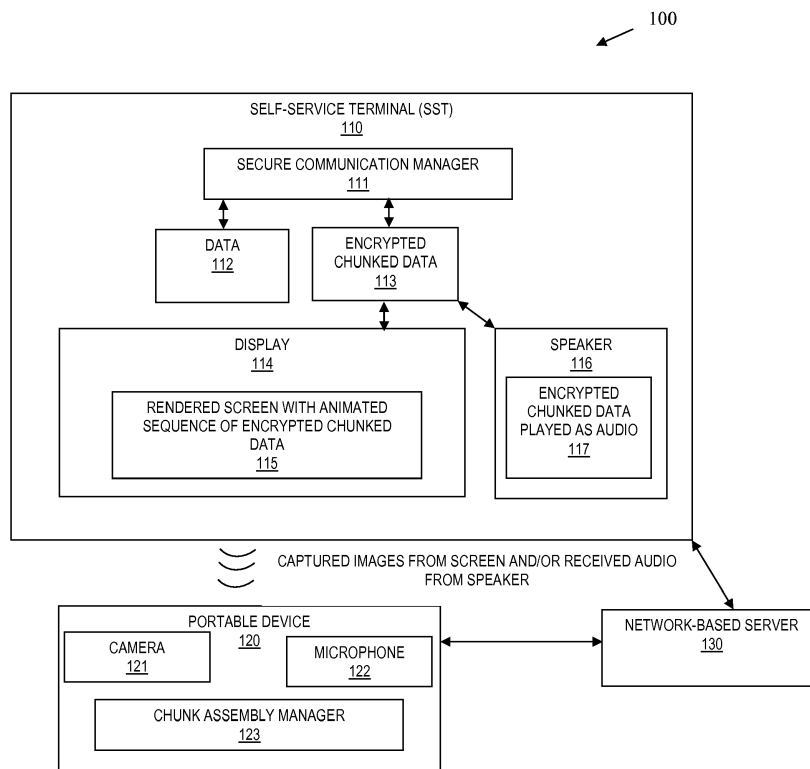 100
SELF-SERVICE TERMINAL (SST)
110
SECURE COMMUNICATION MANAGER
111
DATA
112
ENCRYPTED
CHUNKED DATA
113
DISPLAY
114
RENDERED SCREEN WITH ANIMATED
SEQUENCE OF ENCRYPTED CHUNKED
DATA
115
SPEAKER
116
ENCRYPTED
CHUNKED DATA
PLAYED AS AUDIO
117
CAPTURED IMAGES FROM SCREEN AND/OR RECEIVED AUDIO
FROM SPEAKER
PORTABLE DEVICE
120
CAMERA
121
MICROPHONE
122
CHUNK ASSEMBLY MANAGER
123
NETWORK-BASED SERVER
130